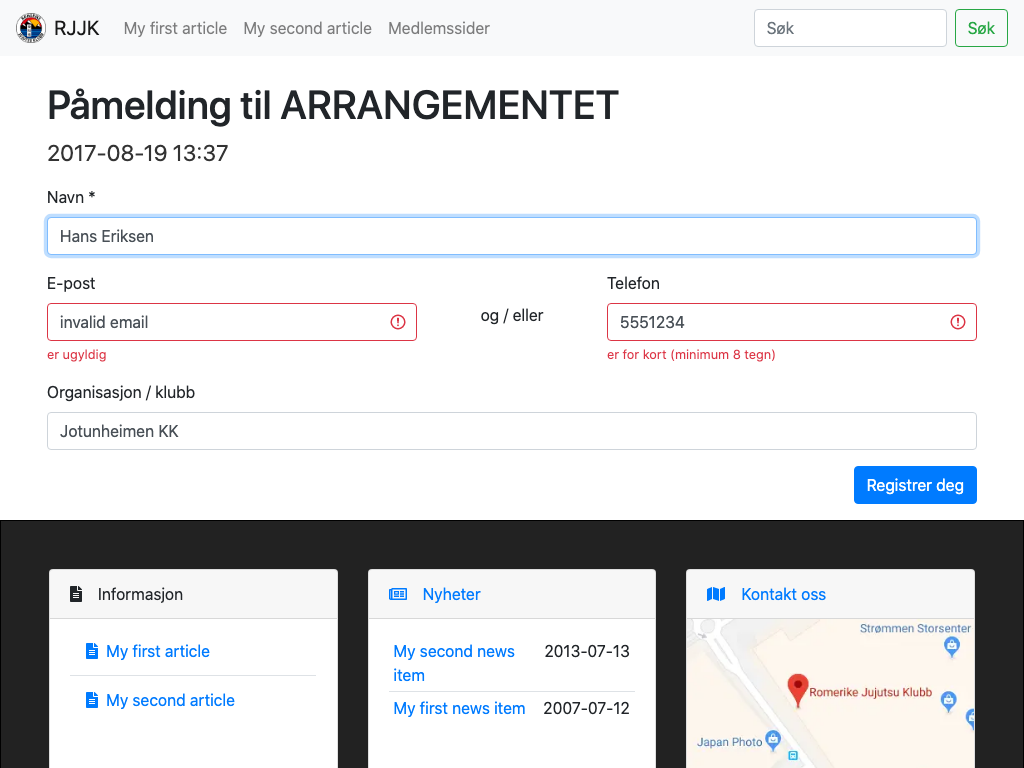 RJJK My first article My second article Medlemssider Søk Søk
Påmelding til ARRANGEMENTET
2017-08-19 13:37
Navn *
Hans Eriksen
E-post Telefon
invalid email og / eller 5551234
er ugyldig er for kort (minimum 8 tegn)
Organisasjon / klubb
Jotunheimen KK
Registrer deg
Informasjon
My first article
My second article
Nyheter
My second news item 2013-07-13
My first news item 2007-07-12
Kontakt oss
Strømmen Storsenter
Romerike Jujutsu Klubb
Japan Photo